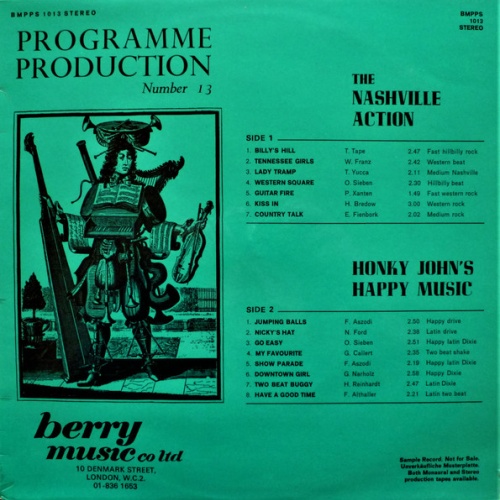 BMPPS 1013 STEREO
BMPPS
1013
STEREO
PROGRAMME
PRODUCTION
Number 13
THE
NASHVILLE
ACTION
SIDE 1
1. BILLY'S HILL T. Tape 2.47 Fast hillbilly rock
2. TENNESSEE GIRLS W. Franz 2.42 Western beat
3. LADY TRAMP T. Yucca 2.11 Medium Nashville
4. WESTERN SQUARE O. Sieben 2.30 Hillbilly beat
5. GUITAR FIRE P. Xanten 1.46 Fast western rock
6. KISS IN H. Bredow 3.00 Western rock
7. COUNTRY TALK E. Fienbork 2.02 Medium rock
HONKY JOHN'S
HAPPY MUSIC
SIDE 2
1. JUMPING BALLS F. Aszodi 2.55 Happy drive
2. NICKY'S HAT N. Ford 2.36 Latin drive
3. GO EASY O. Sieben 2.51 Happy latin Dixie
4. MY FAVOURITE G. Callert 2.35 Two beat shake
5. SHOW PARADE F. Aszodi 2.19 Happy latin Dixie
6. DOWNTOWN GIRL G. Narholz 2.56 Happy Dixie
7. TWO BEAT BUGGY H. Reinhardt 2.47 Latin Dixie
8. HAVE A GOOD TIME P. Althaller 2.21 Latin two beat
berry
music co ltd
10 DENMARK STREET,
LONDON, W.C.2.
01-836 1653
Sample Record. Not for Sale.
Unverkäufliche Musterplatte.
Both Monaural and Stereo
production tapes available.